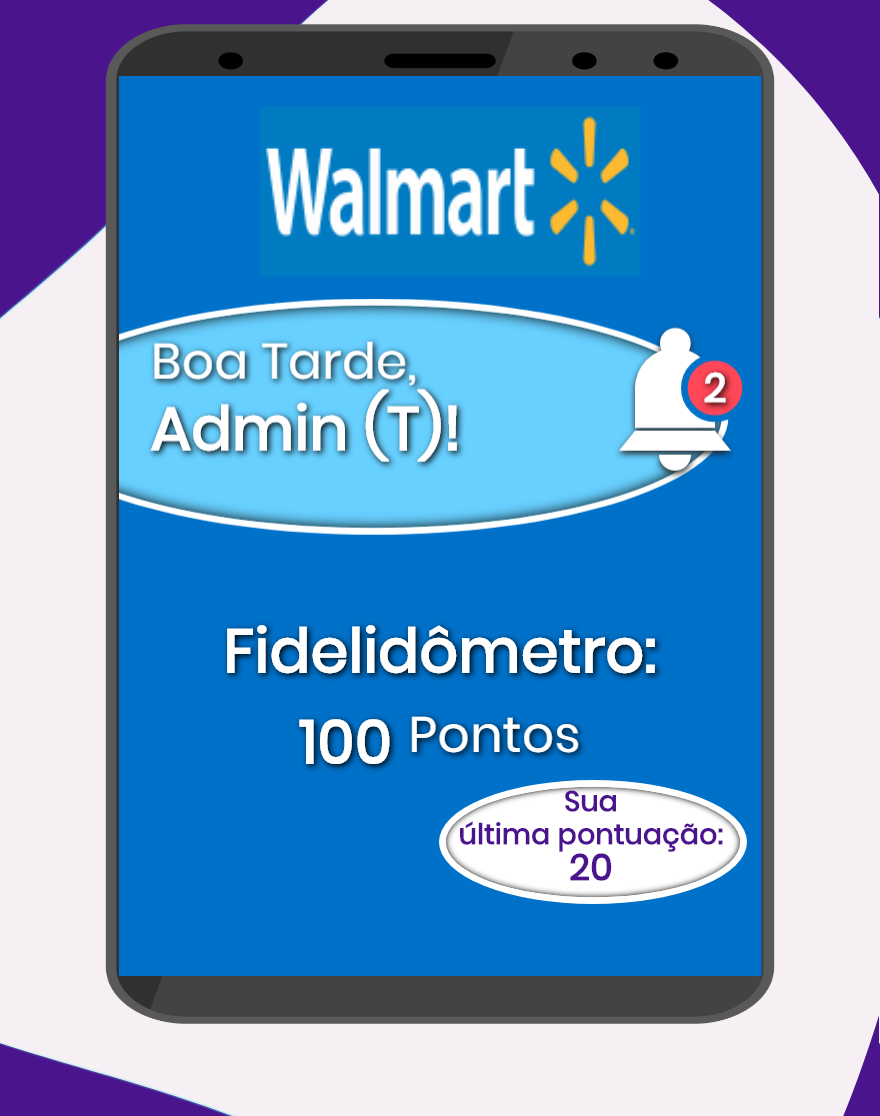 Walmart
Boa Tarde,
Admin (T)!
2
Fidelidômetro:
100 Pontos
Sua
última pontuação:
20